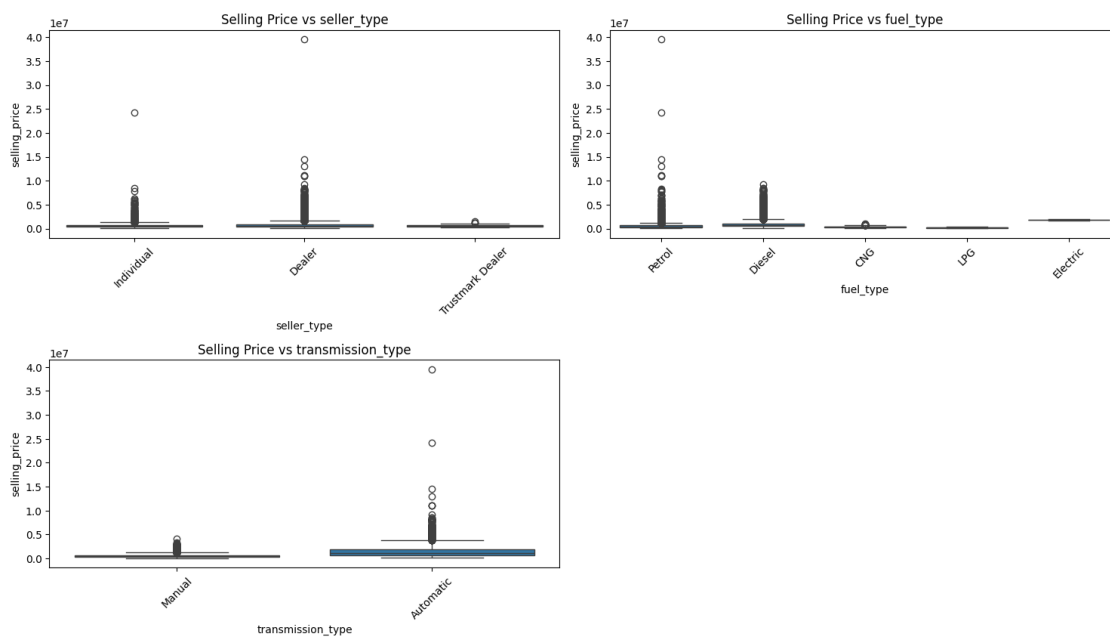 Selling Price vs seller_type
1e7
4.0
3.5
3.0
2.5
2.0
1.5
1.0
0.5
0.0
selling_price
Individual
Dealer
Trustmark Dealer
seller_type
Selling Price vs fuel_type
1e7
4.0
3.5
3.0
2.5
2.0
1.5
1.0
0.5
0.0
selling_price
Petrol
Diesel
CNG
LPG
Electric
fuel_type
Selling Price vs transmission_type
1e7
4.0
3.5
3.0
2.5
2.0
1.5
1.0
0.5
0.0
selling_price
Manual
Automatic
transmission_type